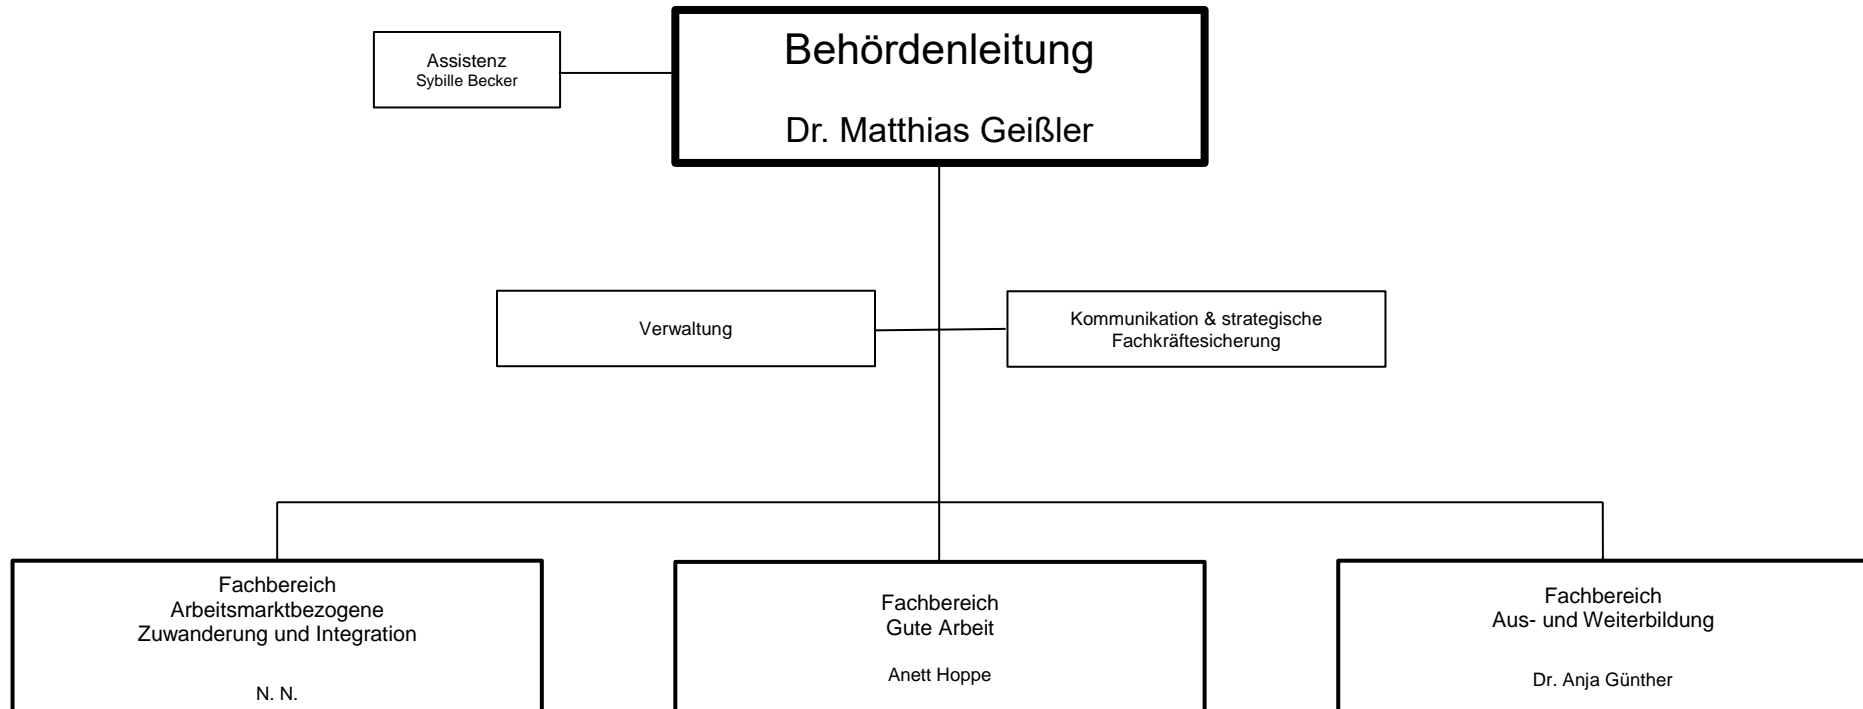 Assistenz
Sybille Becker
Behördenleitung
Dr. Matthias Geißler
Verwaltung
Kommunikation & strategische
Fachkräftesicherung
Fachbereich
Arbeitsmarktbezogene
Zuwanderung und Integration
N. N.
Fachbereich
Gute Arbeit
Anett Hoppe
Fachbereich
Aus- und Weiterbildung
Dr. Anja Günther